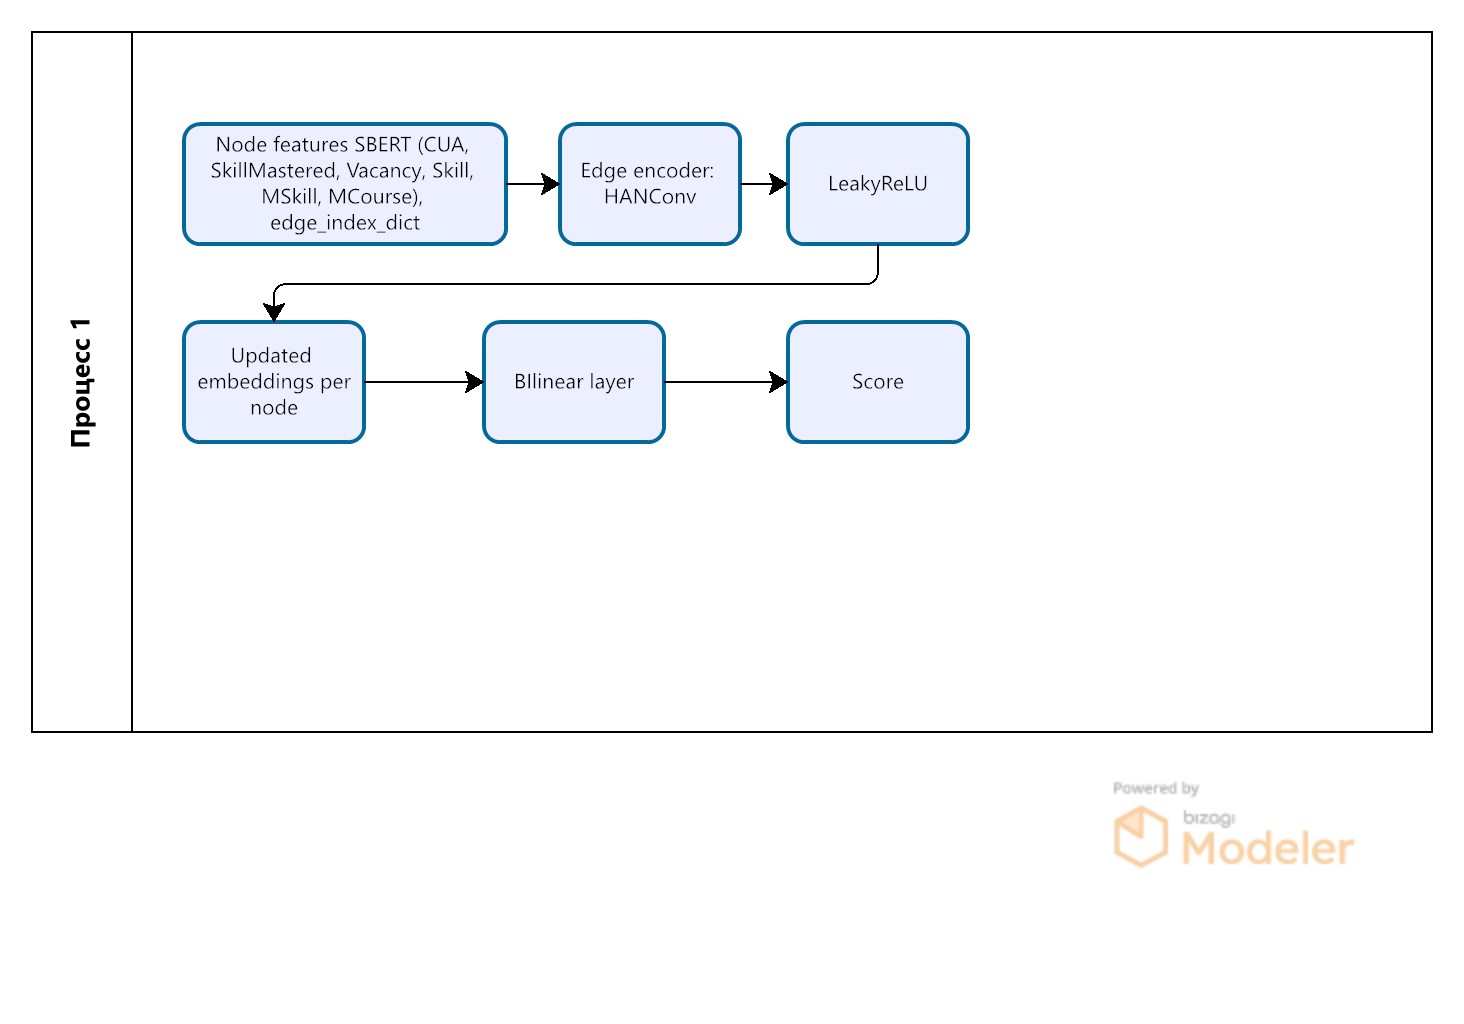 Процесс 1
Node features SBERT (CUA,
SkillMastered, Vacancy, Skill,
MSkill, MCourse),
edge_index_dict
Edge encoder:
HANConv
LeakyReLU
Updated
embeddings per
node
BIlinear layer
Score
Powered by
bizagi
Modeler